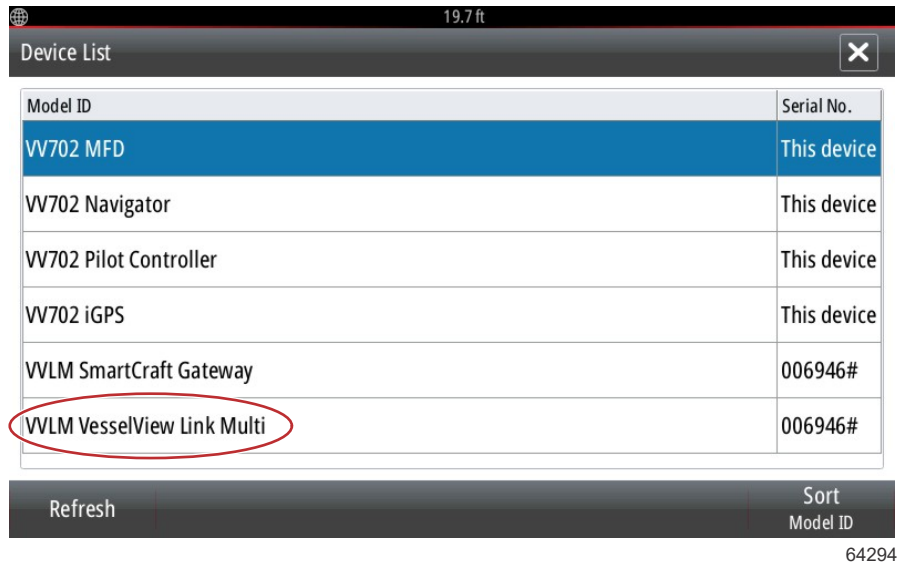 19.7 ft
Device List
Model ID Serial No.
VV702 MFD This device
VV702 Navigator This device
VV702 Pilot Controller This device
VV702 iGPS This device
VVLM SmartCraft Gateway 006946#
VVLM VesselView Link Multi 006946#
Refresh Sort
Model ID
64294